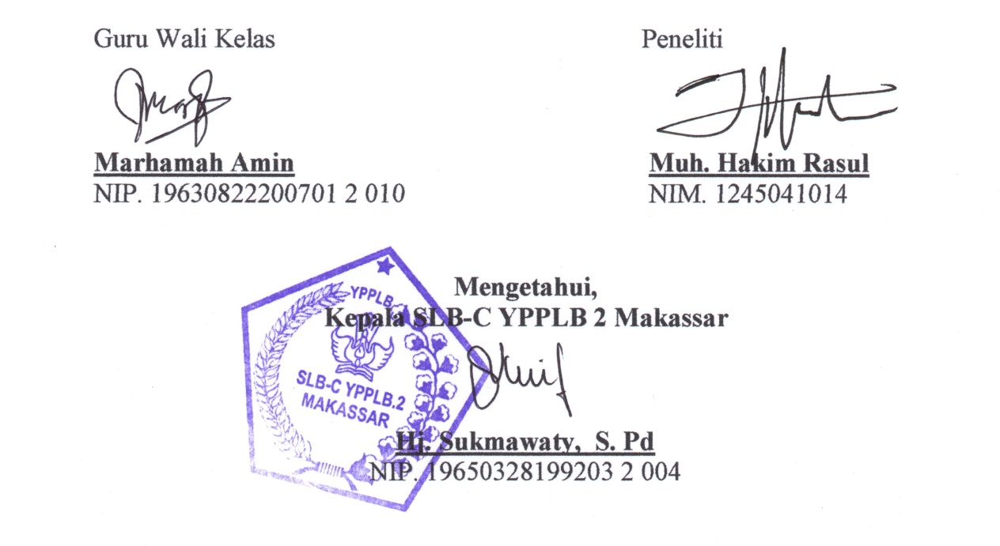 Guru Wali Kelas
Peneliti
Marhamah Amin
NIP. 19630822200701 2 010
Muh. Hakim Rasul
NIM. 1245041014
Mengetahui,
Kepala SLB-C YPPLB 2 Makassar
YPPLB
SLB-C YPPLB.2
MAKASSAR
Hj. Sukmawaty, S. Pd
NIP. 19650328199203 2 004